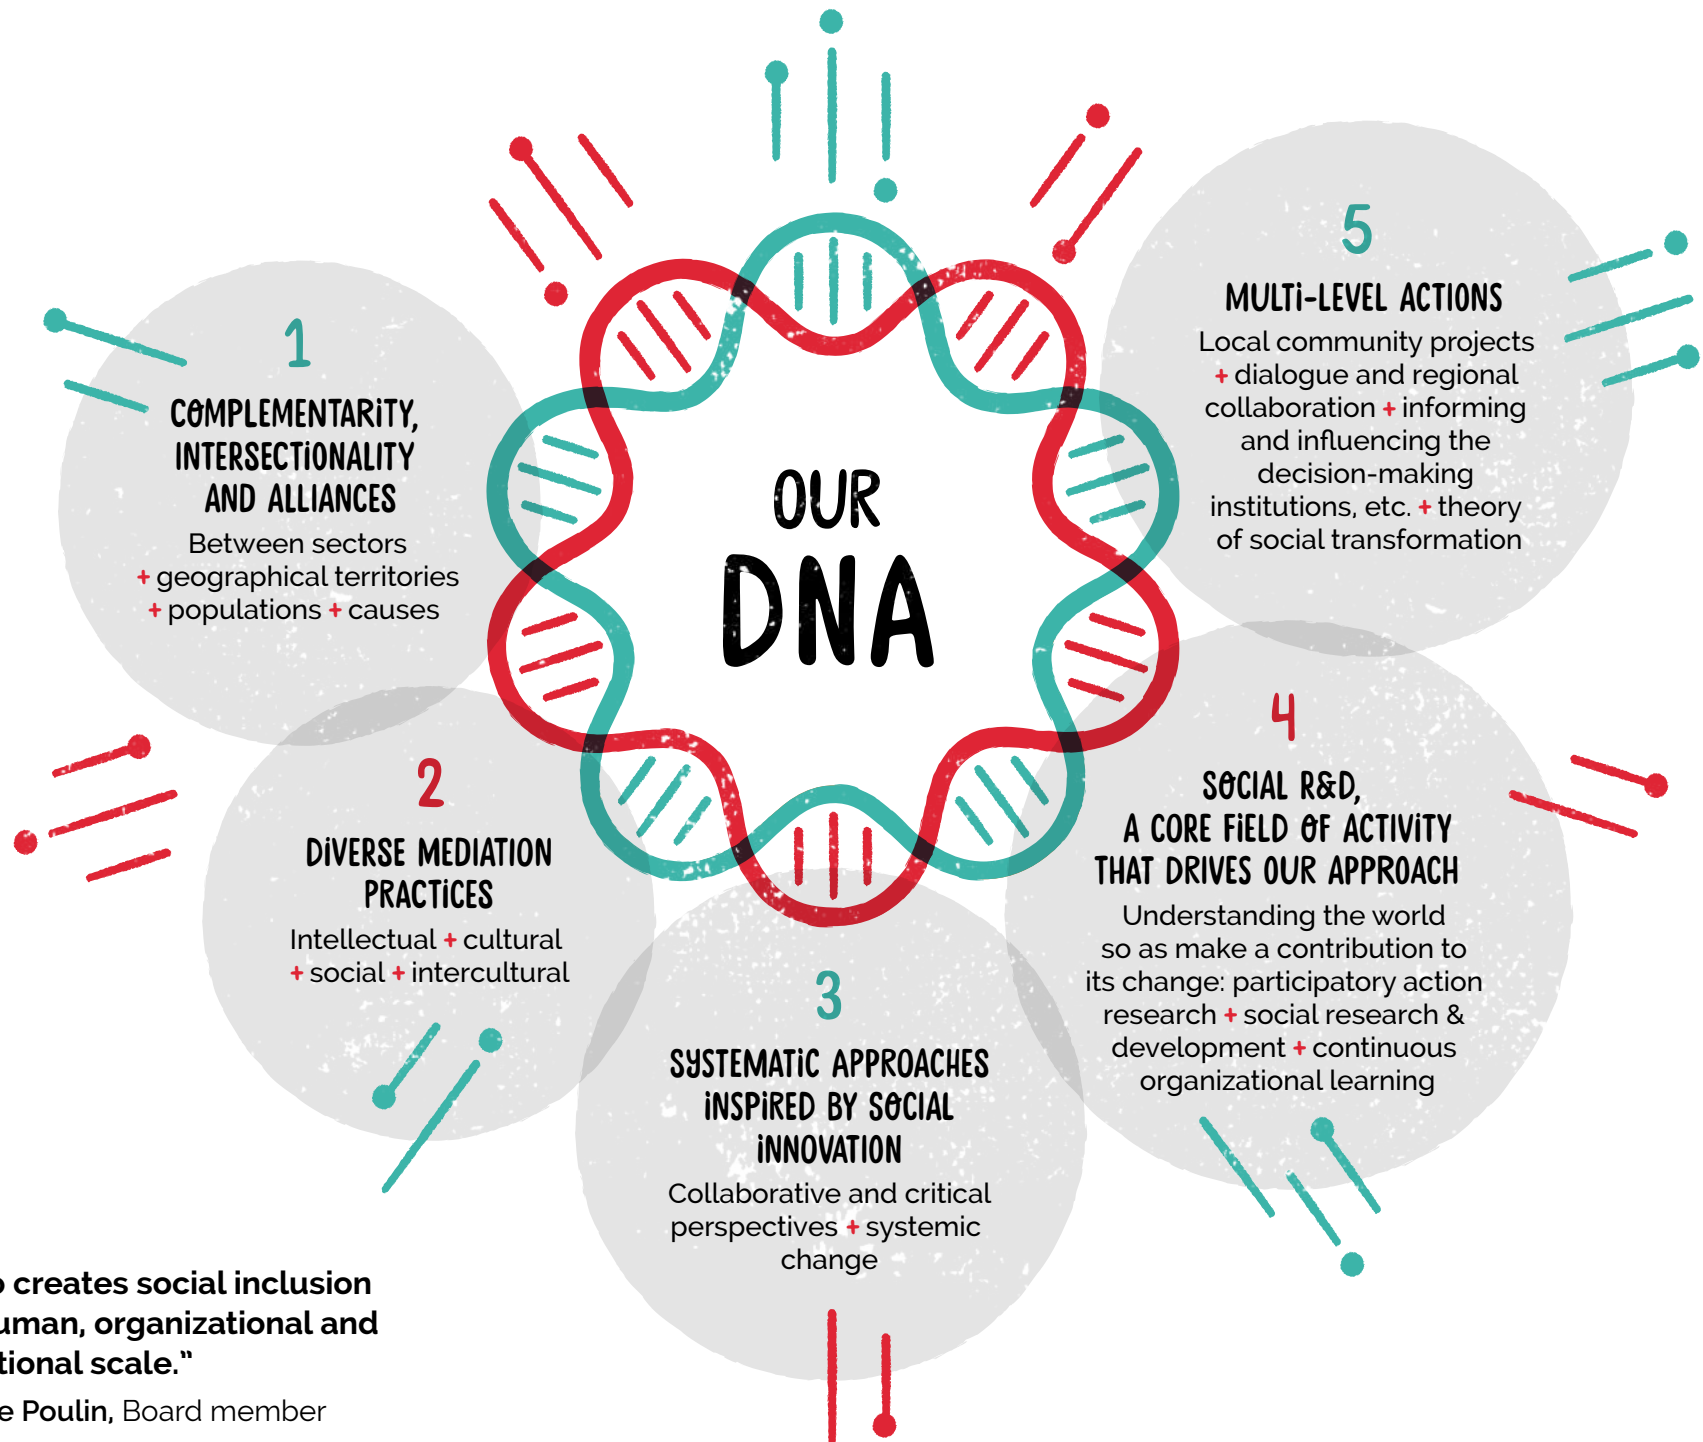 OUR
DNA
1
COMPLEMENTARITY,
INTERSECTIONALITY
AND ALLIANCES
Between sectors
+ geographical territories
+ populations + causes
2
DIVERSE MEDIATION
PRACTICES
Intellectual + cultural
+ social + intercultural
3
SYSTEMATIC APPROACHES
INSPIRED BY SOCIAL
INNOVATION
Collaborative and critical
perspectives + systemic
change
4
SOCIAL R&D,
A CORE FIELD OF ACTIVITY
THAT DRIVES OUR APPROACH
Understanding the world
so as make a contribution to
its change: participatory action
research + social research &
development + continuous
organizational learning
5
MULTI-LEVEL ACTIONS
Local community projects
+ dialogue and regional
collaboration + informing
and influencing the
decision-making
institutions, etc. + theory
of social transformation
creates social inclusion
organizational and
scale.”
Poulin, Board member